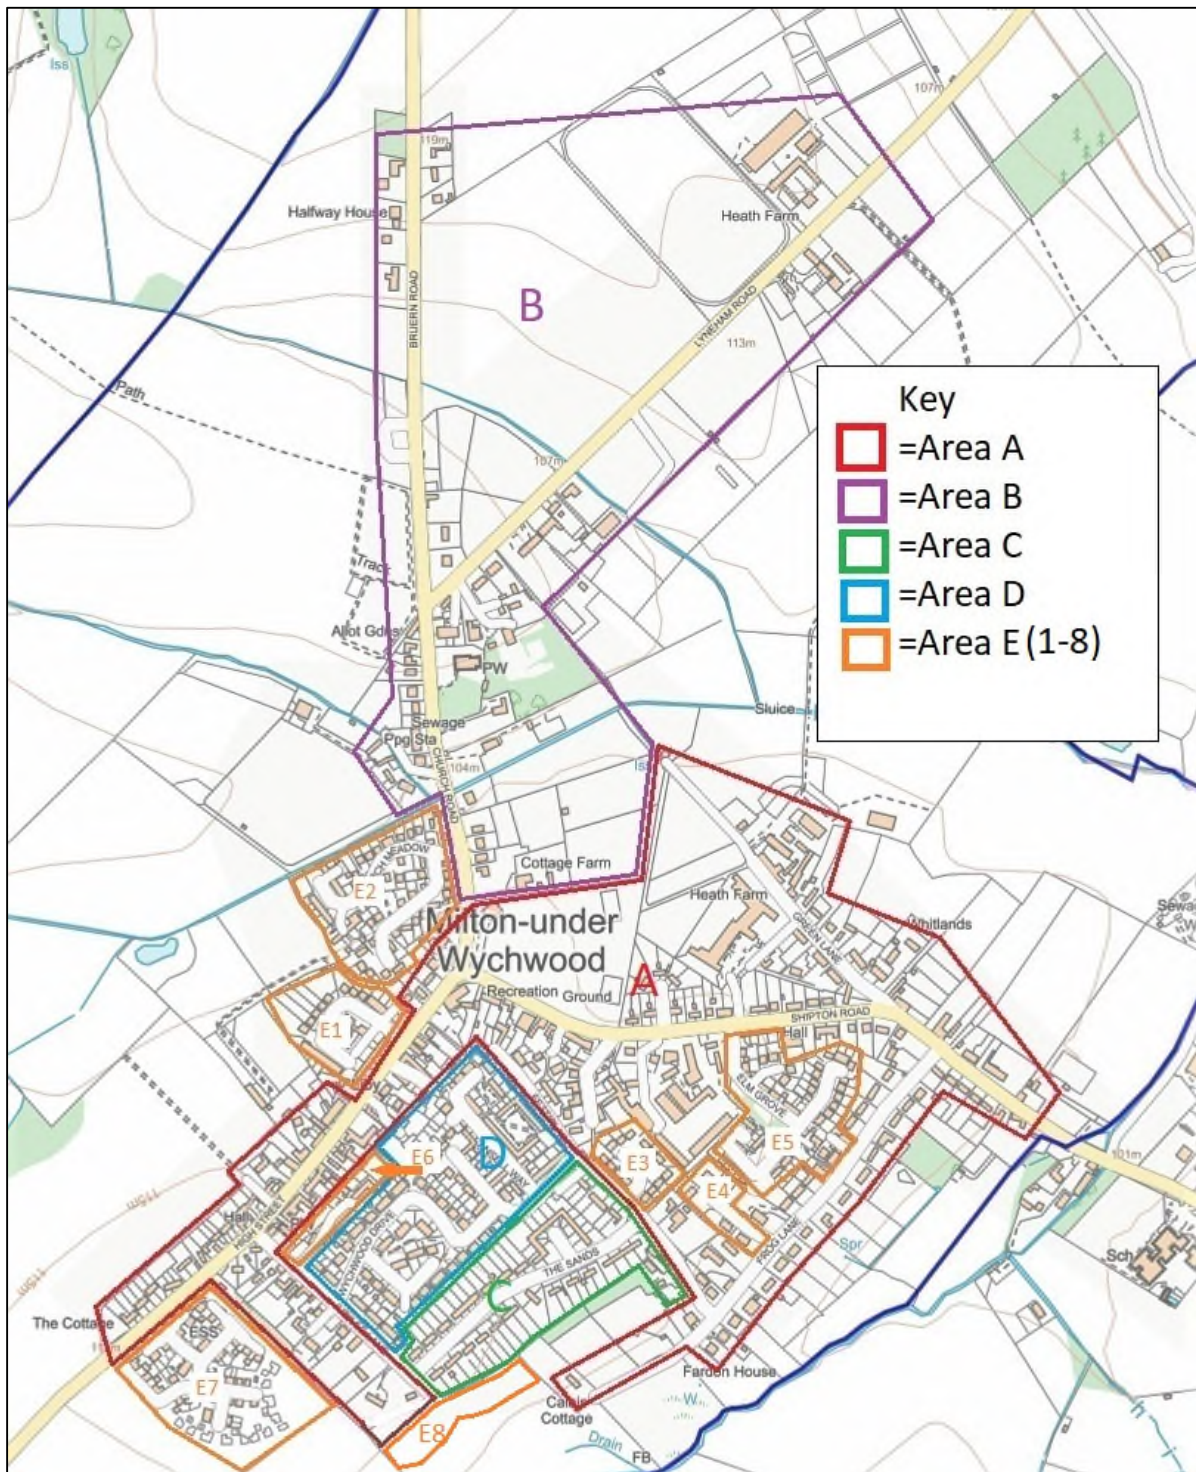 Iss
119m
107m
Halfway House
Heath Farm
B
BRUERN ROAD
LYNEHAM ROAD
113m
Path
Key
=Area A
=Area B
=Area C
=Area D
=Area E (1-8)
107m
Track
Allot Gdns
PW
Sewage
Ppg Sta
Sluice
104m
CHURCH ROAD
Iss
Cottage Farm
E2
Heath Farm
GREEN LANE
Whitlands
Milton-under
Wychwood
A
Recreation Ground
SHIPTON ROAD
Hall
E1
ELM GROVE
E5
D
E6
E3
E4
101m
115m
Hall
HIGH STREET
WYCHWOOD DRIVE
FROG LANE
Spr
Sch
THE SANDS
C
115m
The Cottage
ESS
E7
Farden House
Cottage
W
E8
Drain
FB